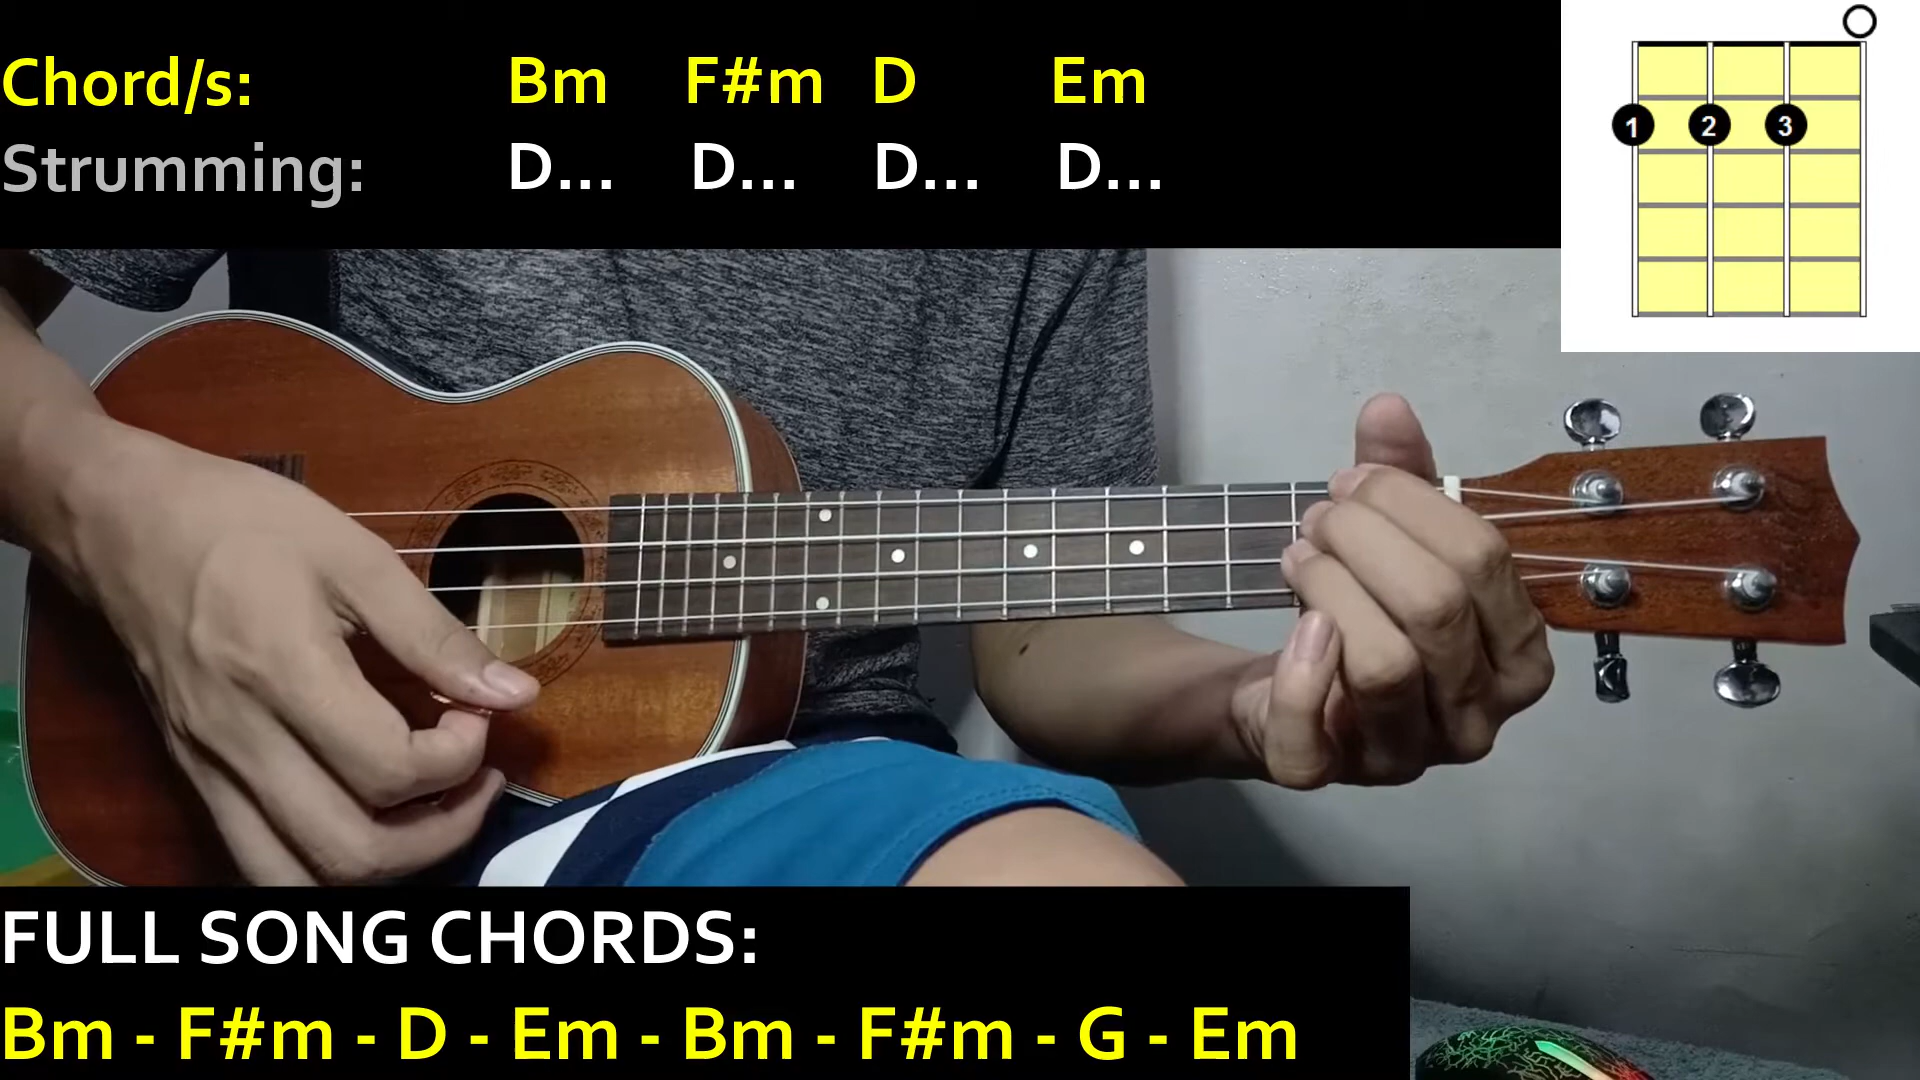 Chord/s: Bm F#m D Em
Strumming: D... D... D... D...
1 2 3
FULL SONG CHORDS:
Bm - F#m - D - Em - Bm - F#m - G - Em